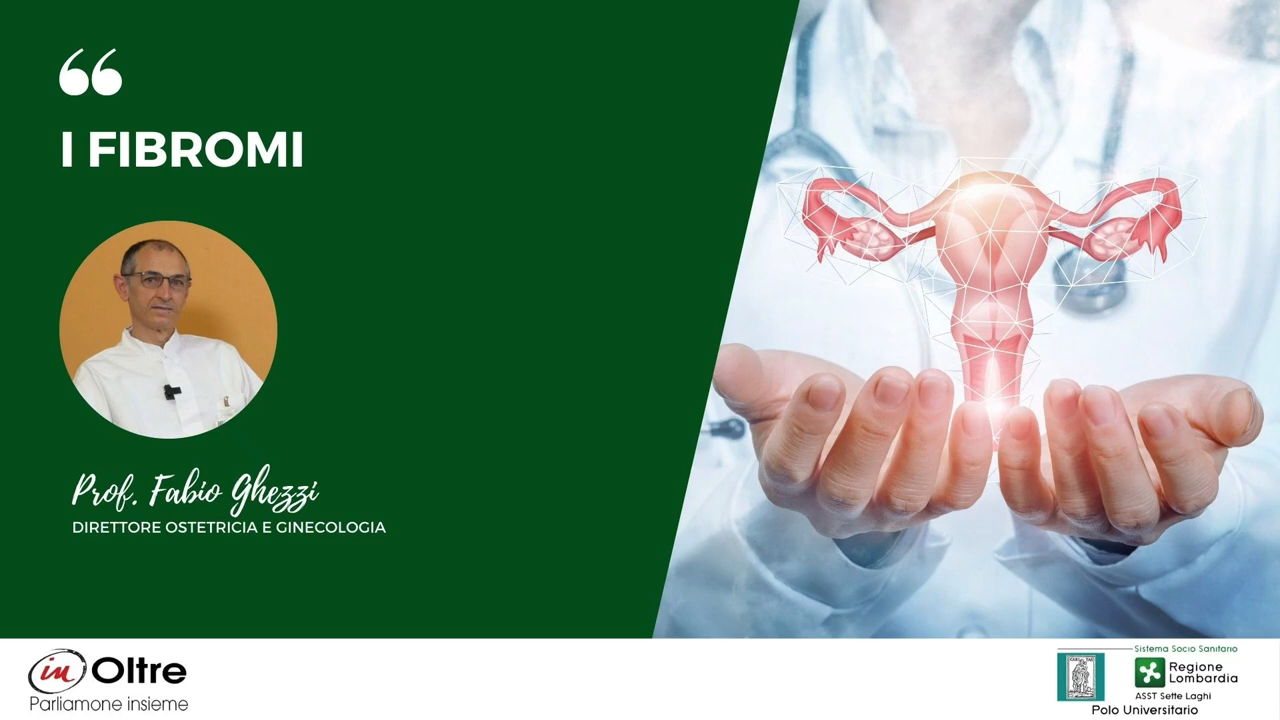 I FIBROMI
Prof. Fabio Ghezzi
DIRETTORE OSTETRICIA E GINECOLOGIA
in Oltre
Parliamone insieme
Sistema Socio Sanitario
Regione
Lombardia
ASST Sette Laghi
Polo Universitario